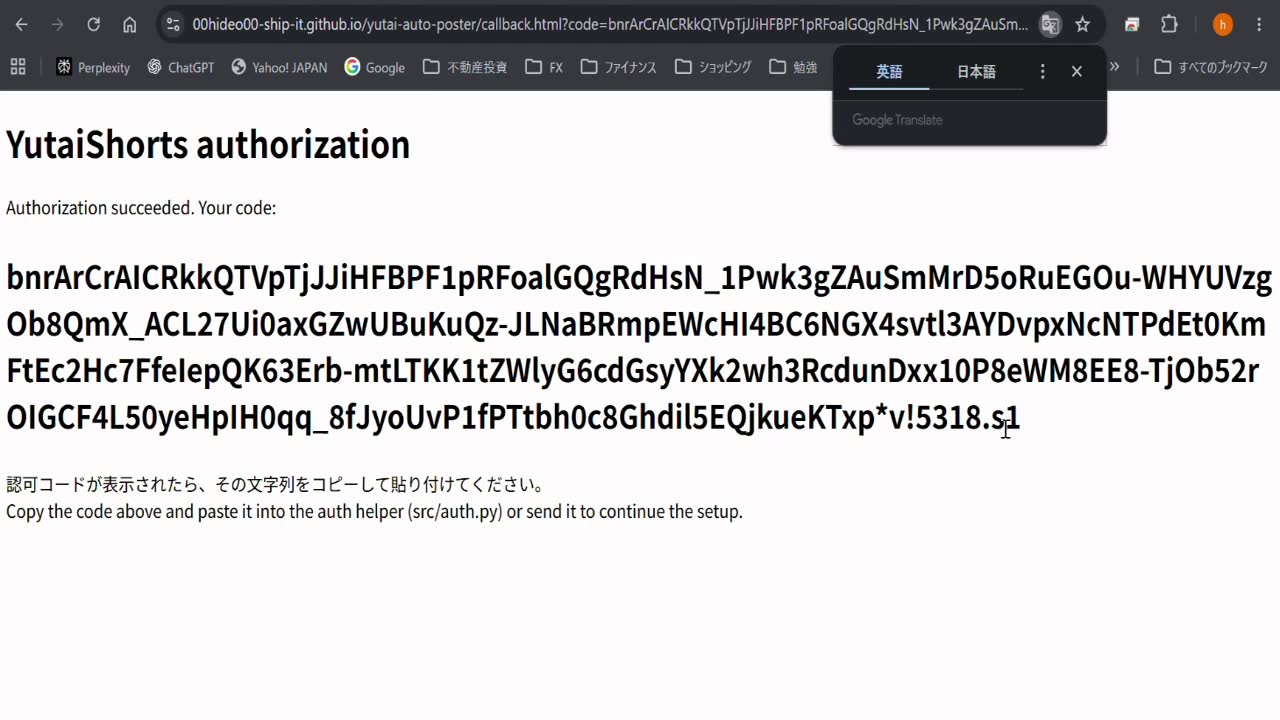 00hideo00-ship-it.github.io/yutai-auto-poster/callback.html?code=bnrArCrAICRkkQTVpTjJJiHFBPF1pRFoalGQgRdHsN_1Pwk3gZAuSm...
h
Perplexity
ChatGPT
Yahoo! JAPAN
Google
不動産投資
FX
ファイナンス
ショッピング
勉強
»
すべてのブックマーク
英語
日本語
Google Translate
YutaiShorts authorization
Authorization succeeded. Your code:
bnrArCrAICRkkQTVpTjJJiHFBPF1pRFoalGQgRdHsN_1Pwk3gZAuSmMrD5oRuEGOu-WHYUVzg
Ob8QmX_ACL27Ui0axGZwUBuKuQz-JLNaBRmpEWcHI4BC6NGX4svtl3AYDvpxNcNTPdEt0Km
FtEc2Hc7FfeIepQK63Erb-mtLTKK1tZWlyG6cdGsyYXk2wh3RcdunDxx10P8eWM8EE8-TjOb52r
OIGCF4L50yeHpIH0qq_8fJyoUvP1fPTtbh0c8Ghdil5EQjkueKTxp*v!5318.s1
認可コードが表示されたら、その文字列をコピーして貼り付けてください。
Copy the code above and paste it into the auth helper (src/auth.py) or send it to continue the setup.